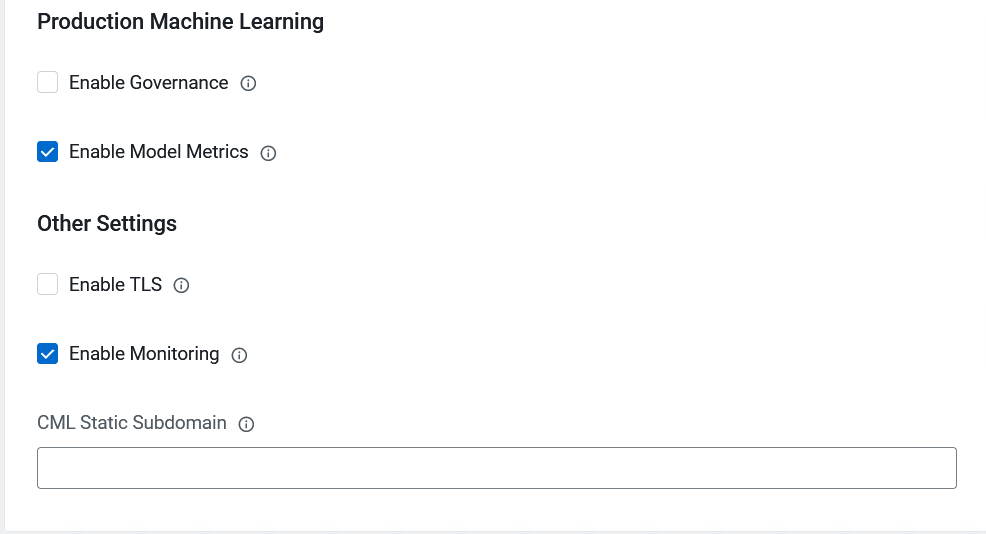 Production Machine Learning
Enable Governance
Enable Model Metrics
Other Settings
Enable TLS
Enable Monitoring
CML Static Subdomain